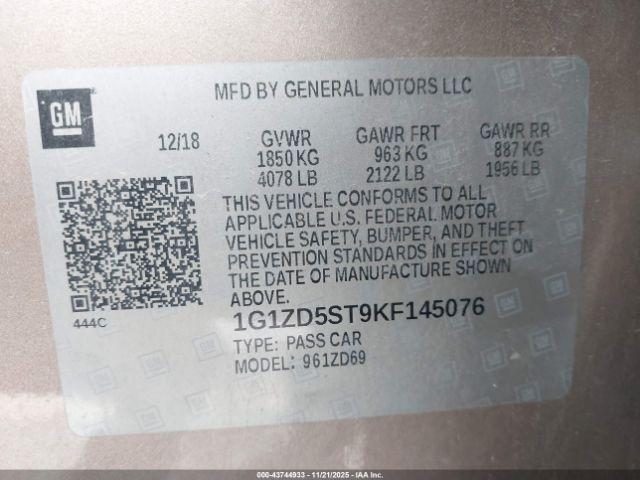 GM
MFD BY GENERAL MOTORS LLC
12/18
GVWR
1850 KG
4078 LB
GAWR FRT
963 KG
2122 LB
GAWR RR
887 KG
1956 LB
THIS VEHICLE CONFORMS TO ALL
APPLICABLE U.S. FEDERAL MOTOR
VEHICLE SAFETY, BUMPER, AND THEFT
PREVENTION STANDARDS IN EFFECT ON
THE DATE OF MANUFACTURE SHOWN
ABOVE.
444C
1G1ZD5ST9KF145076
TYPE: PASS CAR
MODEL: 961ZD69
000-43744933 - 11/21/2025 - IAAI.COM